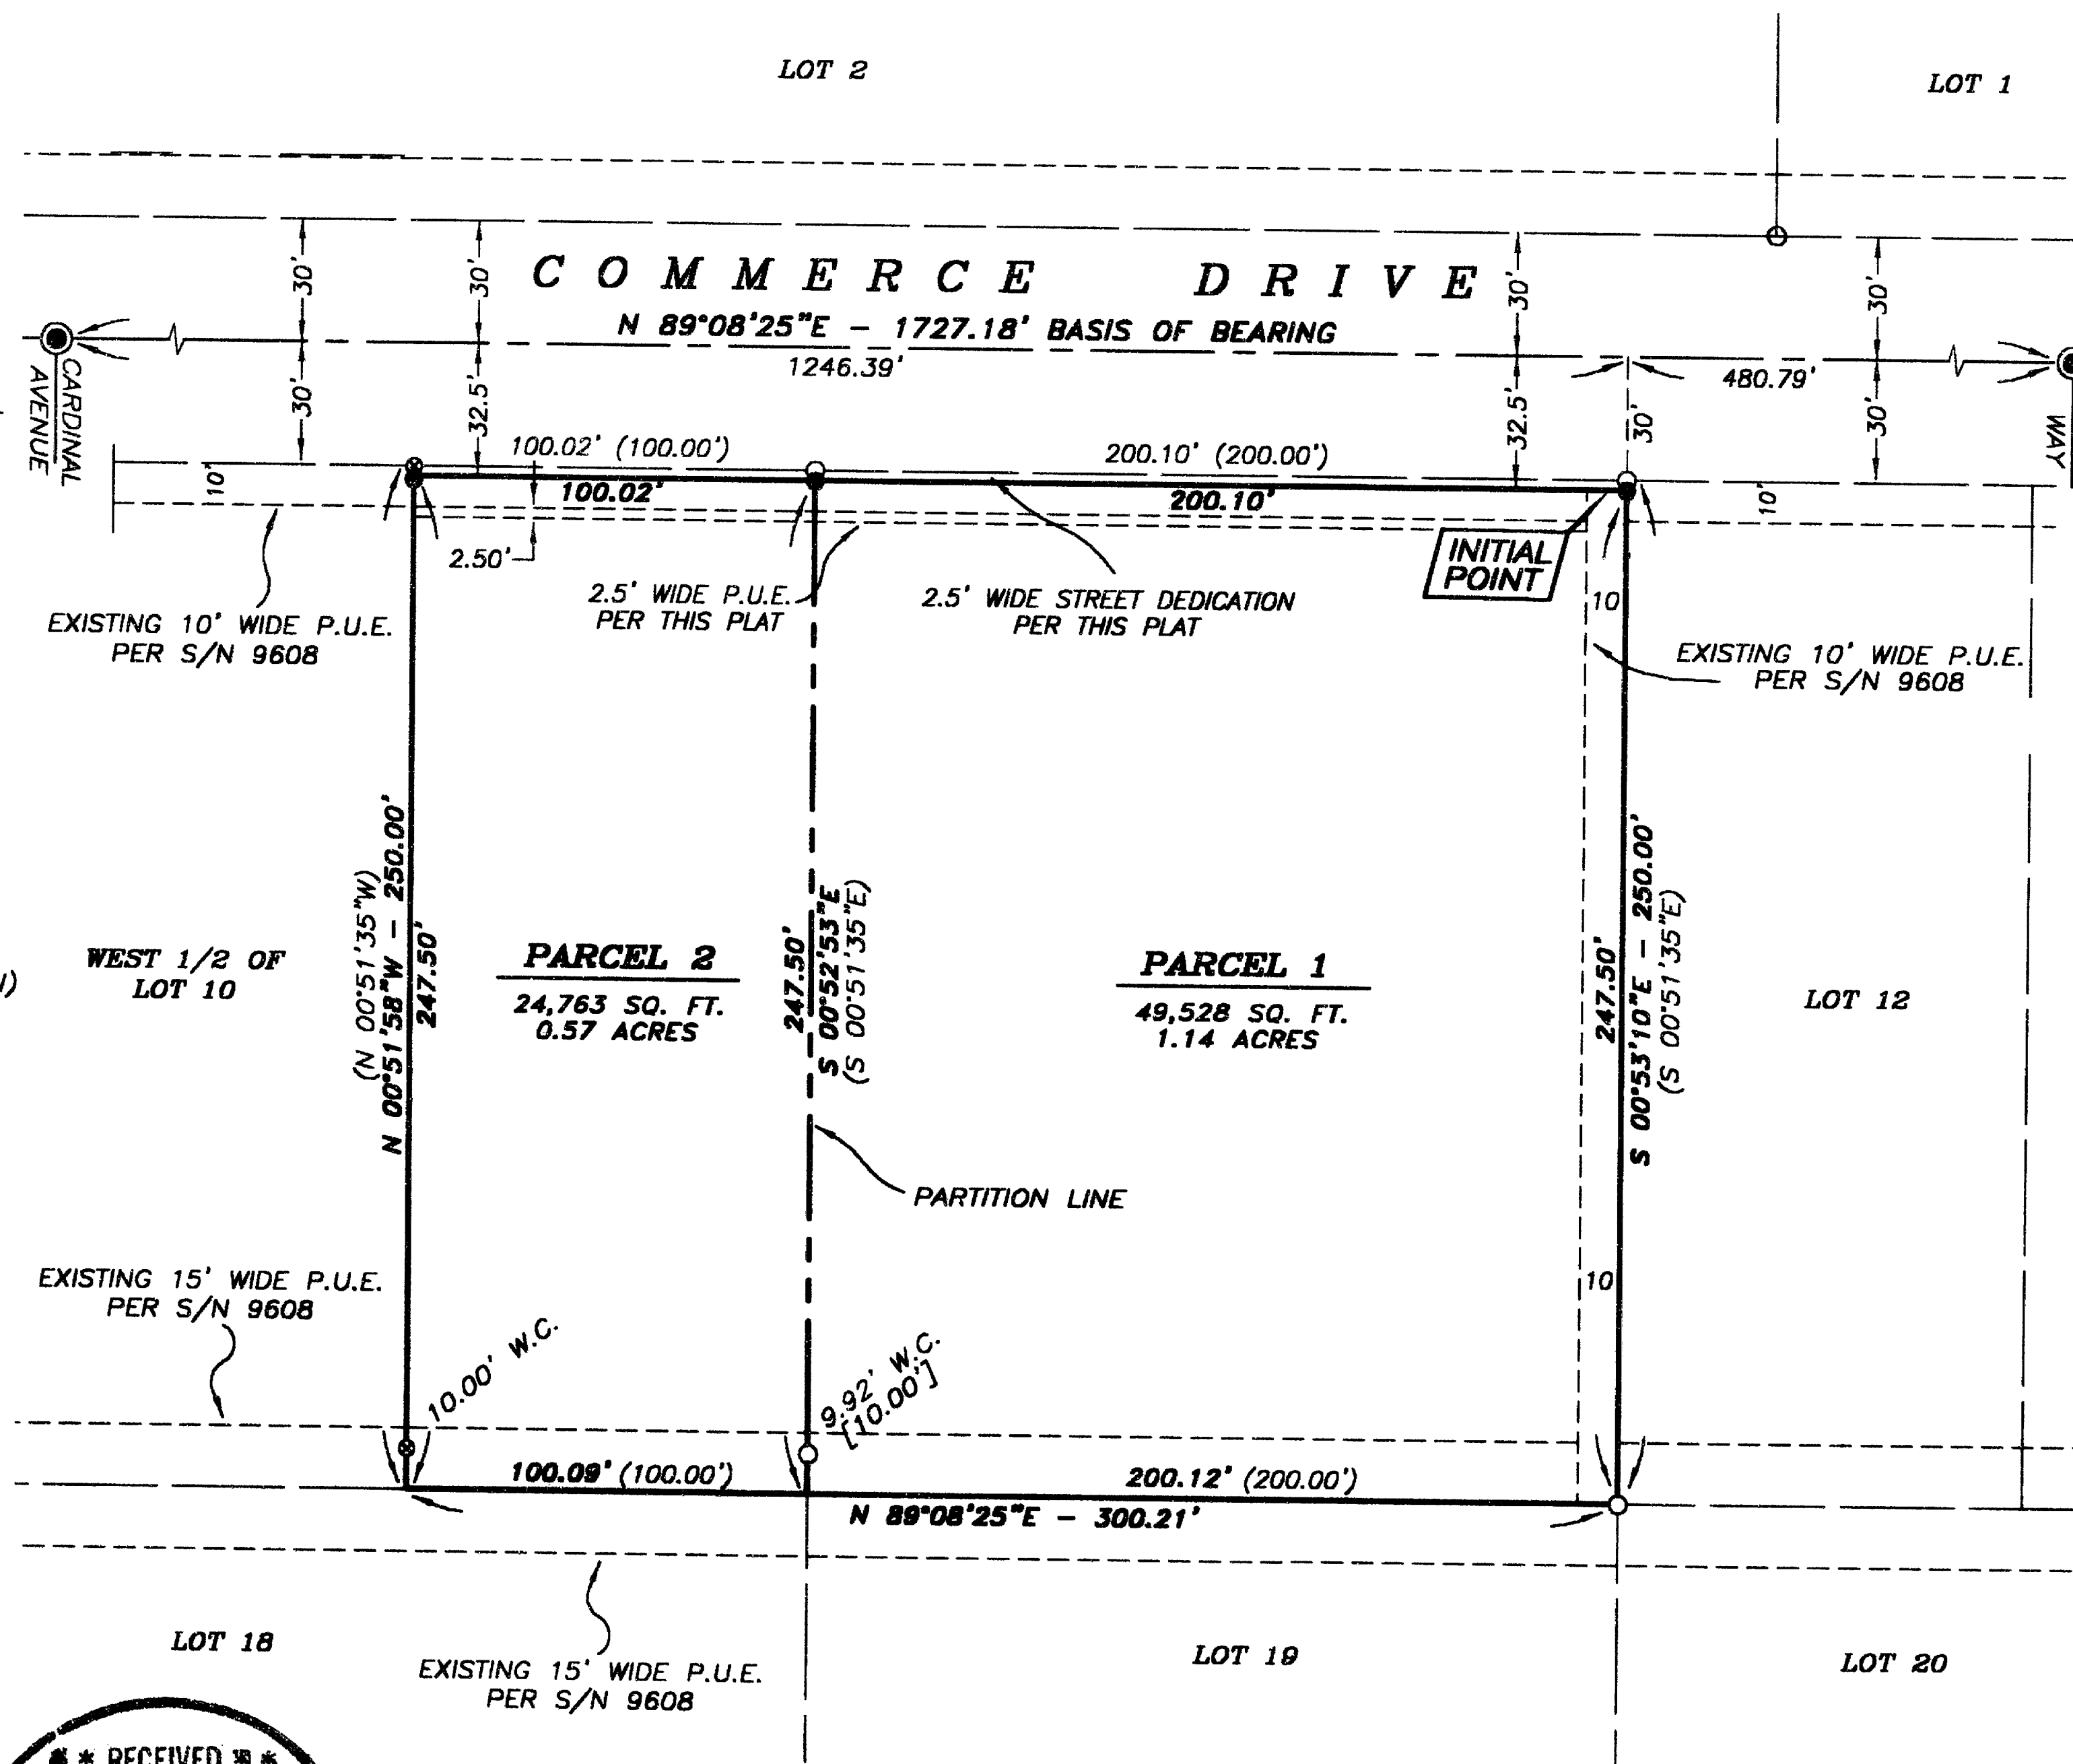 LOT 2
LOT 1
COMMERCE DRIVE
N 89°08'25"E - 1727.18' BASIS OF BEARING
1246.39'
480.79'
30'
30'
30'
30'
30'
32.5'
32.5'
30'
30'
30'
CARDINAL
AVENUE
WAY
100.02' (100.00')
200.10' (200.00')
100.02'
200.10'
10'
10'
2.50'
INITIAL
POINT
2.5' WIDE P.U.E.
PER THIS PLAT
2.5' WIDE STREET DEDICATION
PER THIS PLAT
EXISTING 10' WIDE P.U.E.
PER S/N 9608
10
EXISTING 10' WIDE P.U.E.
PER S/N 9608
(N 00°51'35"W)
N 00°51'58"W - 250.00'
247.50'
247.50'
S 00°52'53"E
(S 00°51'35"E)
247.50'
S 00°53'10"E - 250.00'
(S 00°51'35"E)
WEST 1/2 OF
LOT 10
PARCEL 2
24,763 SQ. FT.
0.57 ACRES
PARCEL 1
49,528 SQ. FT.
1.14 ACRES
LOT 12
PARTITION LINE
EXISTING 15' WIDE P.U.E.
PER S/N 9608
10
10.00' W.C.
9.92' W.C.
[10.00']
100.09' (100.00')
200.12' (200.00')
N 89°08'25"E - 300.21'
LOT 18
EXISTING 15' WIDE P.U.E.
PER S/N 9608
LOT 19
LOT 20
* RECEIVED *